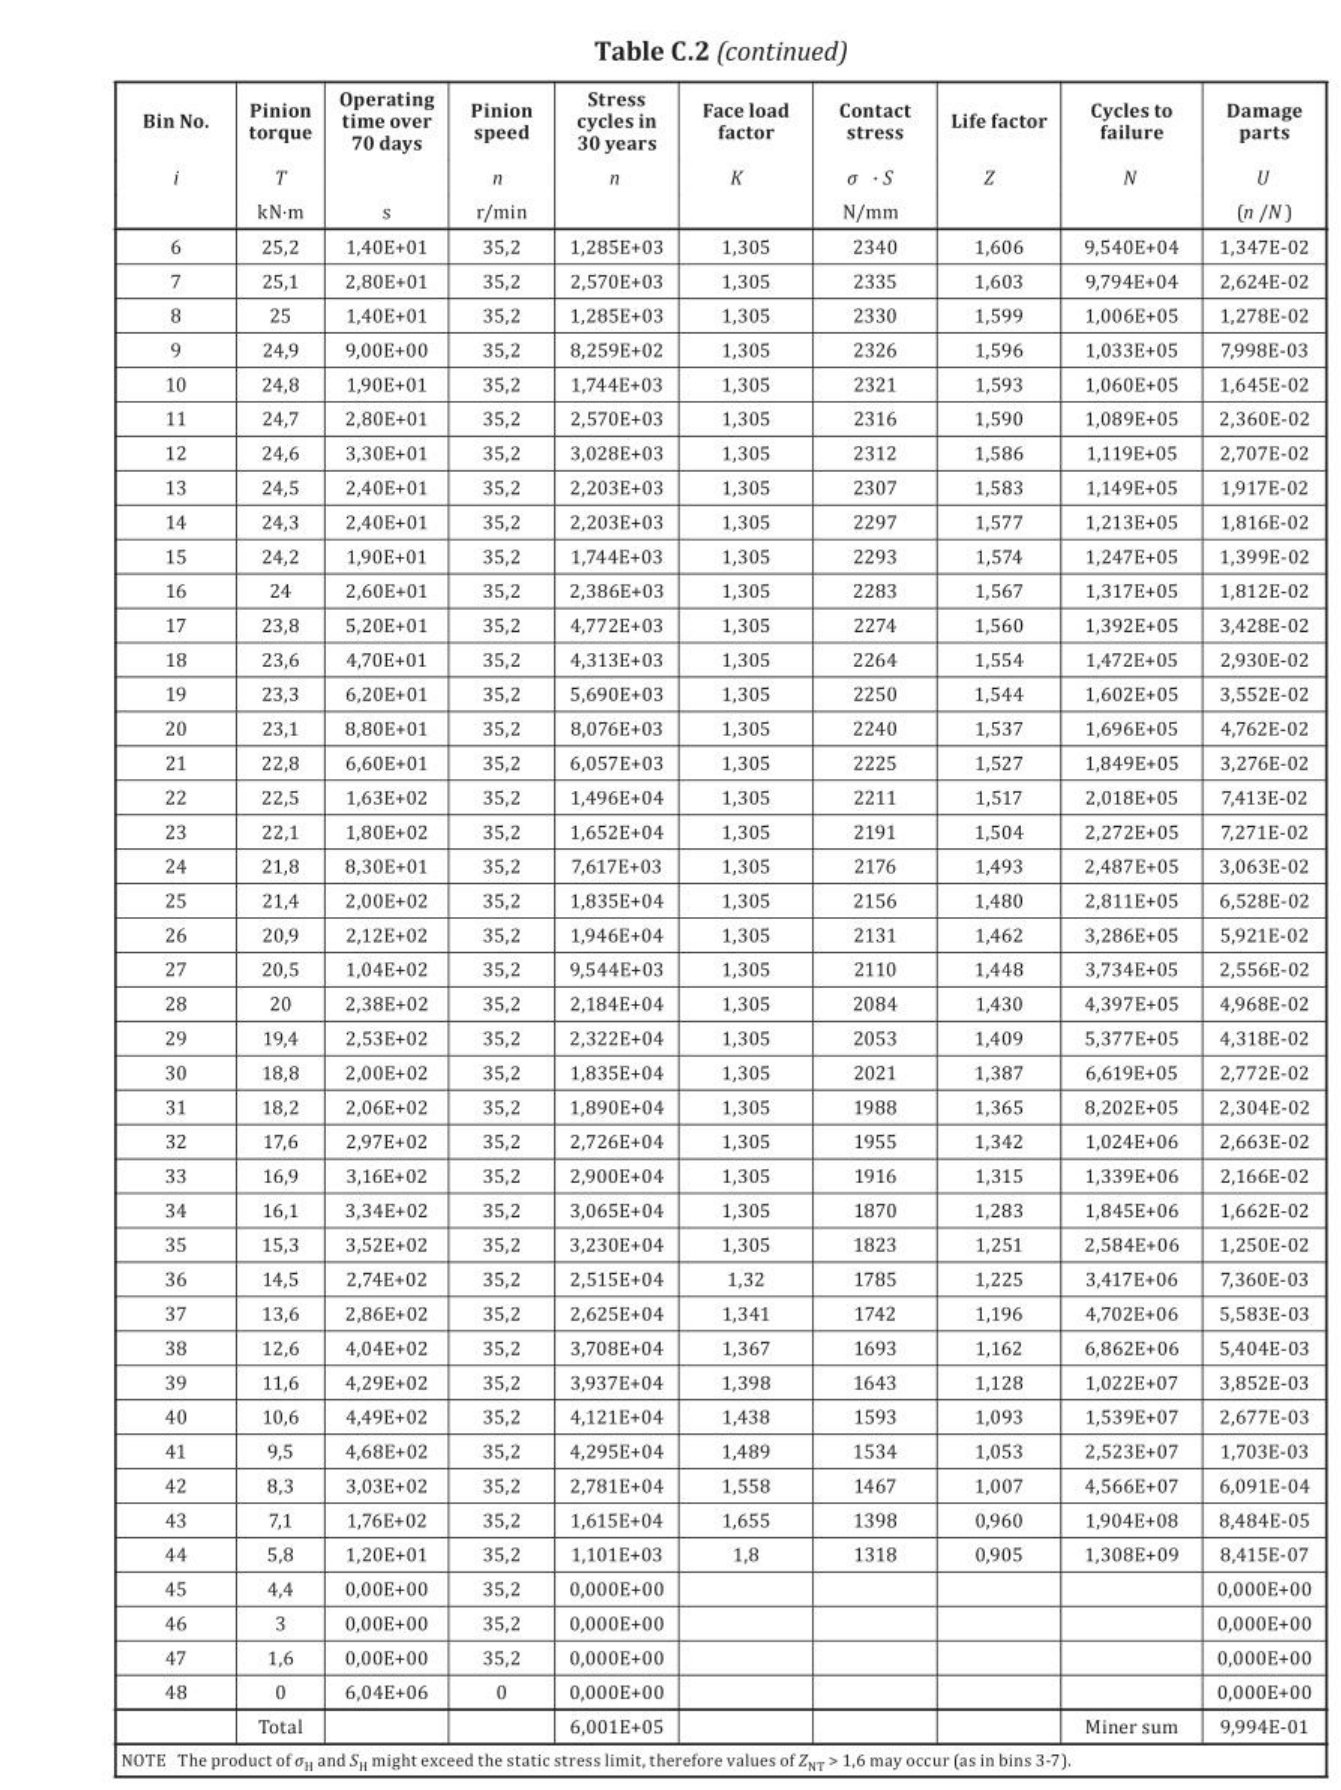 Table C.2 (continued)
Bin No. Pinion torque Operating time over 70 days Pinion speed Stress cycles in 30 years Face load factor Contact stress Life factor Cycles to failure Damage parts
i T n n K σ · S Z N U
kN·m s r/min N/mm (n /N)
6 25,2 1,40E+01 35,2 1,285E+03 1,305 2340 1,606 9,540E+04 1,347E-02
7 25,1 2,80E+01 35,2 2,570E+03 1,305 2335 1,603 9,794E+04 2,624E-02
8 25 1,40E+01 35,2 1,285E+03 1,305 2330 1,599 1,006E+05 1,278E-02
9 24,9 9,00E+00 35,2 8,259E+02 1,305 2326 1,596 1,033E+05 7,998E-03
10 24,8 1,90E+01 35,2 1,744E+03 1,305 2321 1,593 1,060E+05 1,645E-02
11 24,7 2,80E+01 35,2 2,570E+03 1,305 2316 1,590 1,089E+05 2,360E-02
12 24,6 3,30E+01 35,2 3,028E+03 1,305 2312 1,586 1,119E+05 2,707E-02
13 24,5 2,40E+01 35,2 2,203E+03 1,305 2307 1,583 1,149E+05 1,917E-02
14 24,3 2,40E+01 35,2 2,203E+03 1,305 2297 1,577 1,213E+05 1,816E-02
15 24,2 1,90E+01 35,2 1,744E+03 1,305 2293 1,574 1,247E+05 1,399E-02
16 24 2,60E+01 35,2 2,386E+03 1,305 2283 1,567 1,317E+05 1,812E-02
17 23,8 5,20E+01 35,2 4,772E+03 1,305 2274 1,560 1,392E+05 3,428E-02
18 23,6 4,70E+01 35,2 4,313E+03 1,305 2264 1,554 1,472E+05 2,930E-02
19 23,3 6,20E+01 35,2 5,690E+03 1,305 2250 1,544 1,602E+05 3,552E-02
20 23,1 8,80E+01 35,2 8,076E+03 1,305 2240 1,537 1,696E+05 4,762E-02
21 22,8 6,60E+01 35,2 6,057E+03 1,305 2225 1,527 1,849E+05 3,276E-02
22 22,5 1,63E+02 35,2 1,496E+04 1,305 2211 1,517 2,018E+05 7,413E-02
23 22,1 1,80E+02 35,2 1,652E+04 1,305 2191 1,504 2,272E+05 7,271E-02
24 21,8 8,30E+01 35,2 7,617E+03 1,305 2176 1,493 2,487E+05 3,063E-02
25 21,4 2,00E+02 35,2 1,835E+04 1,305 2156 1,480 2,811E+05 6,528E-02
26 20,9 2,12E+02 35,2 1,946E+04 1,305 2131 1,462 3,286E+05 5,921E-02
27 20,5 1,04E+02 35,2 9,544E+03 1,305 2110 1,448 3,734E+05 2,556E-02
28 20 2,38E+02 35,2 2,184E+04 1,305 2084 1,430 4,397E+05 4,968E-02
29 19,4 2,53E+02 35,2 2,322E+04 1,305 2053 1,409 5,377E+05 4,318E-02
30 18,8 2,00E+02 35,2 1,835E+04 1,305 2021 1,387 6,619E+05 2,772E-02
31 18,2 2,06E+02 35,2 1,890E+04 1,305 1988 1,365 8,202E+05 2,304E-02
32 17,6 2,97E+02 35,2 2,726E+04 1,305 1955 1,342 1,024E+06 2,663E-02
33 16,9 3,16E+02 35,2 2,900E+04 1,305 1916 1,315 1,339E+06 2,166E-02
34 16,1 3,34E+02 35,2 3,065E+04 1,305 1870 1,283 1,845E+06 1,662E-02
35 15,3 3,52E+02 35,2 3,230E+04 1,305 1823 1,251 2,584E+06 1,250E-02
36 14,5 2,74E+02 35,2 2,515E+04 1,32 1785 1,225 3,417E+06 7,360E-03
37 13,6 2,86E+02 35,2 2,625E+04 1,341 1742 1,196 4,702E+06 5,583E-03
38 12,6 4,04E+02 35,2 3,708E+04 1,367 1693 1,162 6,862E+06 5,404E-03
39 11,6 4,29E+02 35,2 3,937E+04 1,398 1643 1,128 1,022E+07 3,852E-03
40 10,6 4,49E+02 35,2 4,121E+04 1,438 1593 1,093 1,539E+07 2,677E-03
41 9,5 4,68E+02 35,2 4,295E+04 1,489 1534 1,053 2,523E+07 1,703E-03
42 8,3 3,03E+02 35,2 2,781E+04 1,558 1467 1,007 4,566E+07 6,091E-04
43 7,1 1,76E+02 35,2 1,615E+04 1,655 1398 0,960 1,904E+08 8,484E-05
44 5,8 1,20E+01 35,2 1,101E+03 1,8 1318 0,905 1,308E+09 8,415E-07
45 4,4 0,00E+00 35,2 0,000E+00 0,000E+00
46 3 0,00E+00 35,2 0,000E+00 0,000E+00
47 1,6 0,00E+00 35,2 0,000E+00 0,000E+00
48 0 6,04E+06 0 0,000E+00 0,000E+00
Total 6,001E+05 Miner sum 9,994E-01
NOTE The product of σH and SH might exceed the static stress limit, therefore values of ZNT > 1,6 may occur (as in bins 3-7).